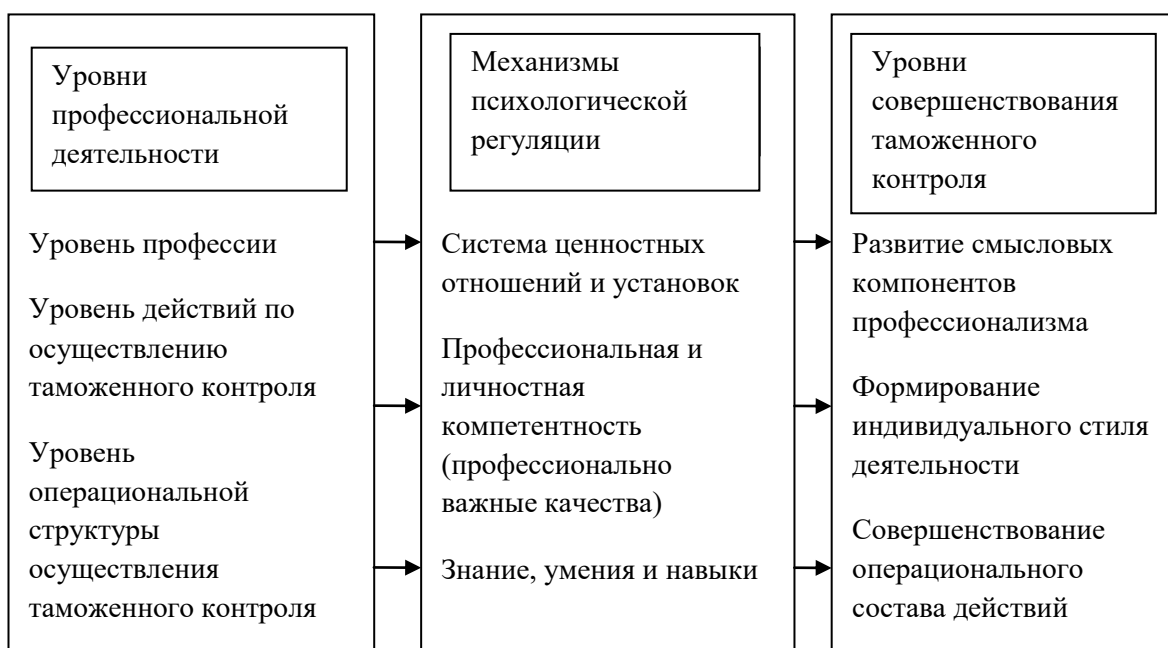 Уровни
профессиональной
деятельности
Уровень профессии
Уровень действий по
осуществлению
таможенного контроля
Уровень
операциональной
структуры
осуществления
таможенного контроля
Механизмы
психологической
регуляции
Система ценностных
отношений и установок
Профессиональная и
личностная
компетентность
(профессионально
важные качества)
Знание, умения и навыки
Уровни
совершенствования
таможенного
контроля
Развитие смысловых
компонентов
профессионализма
Формирование
индивидуального стиля
деятельности
Совершенствование
операционального
состава действий